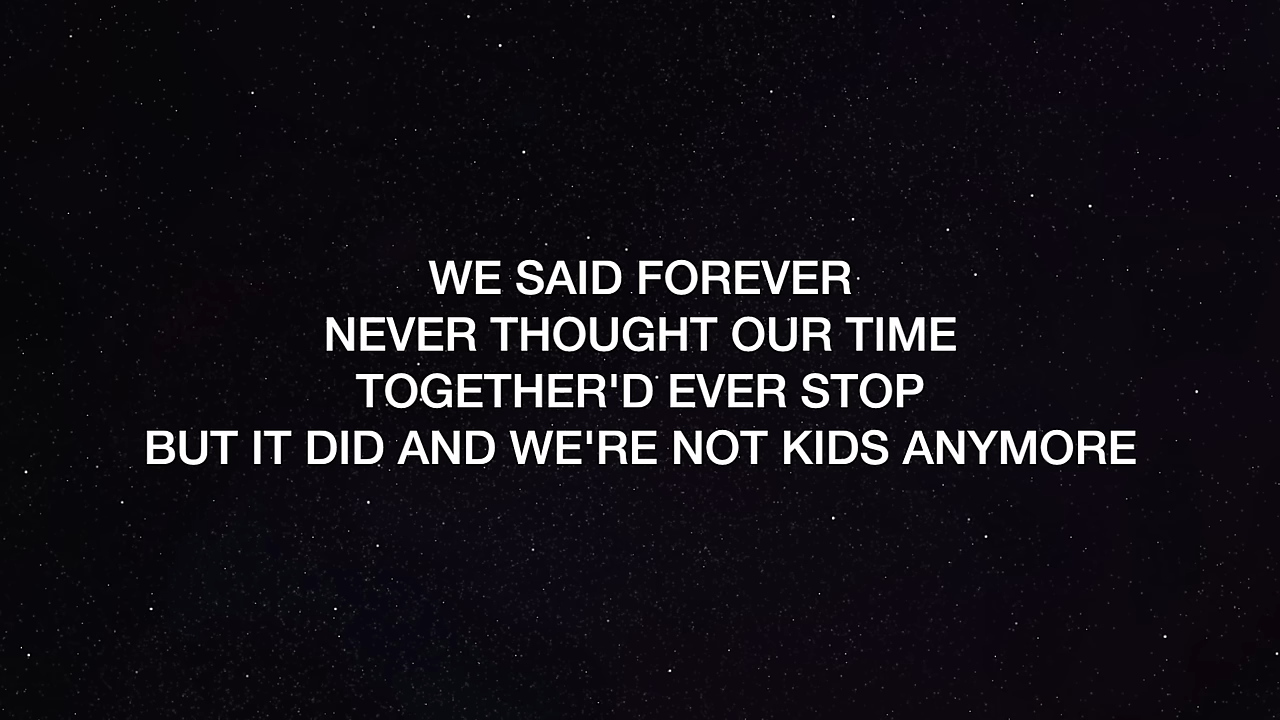 WE SAID FOREVER
NEVER THOUGHT OUR TIME
TOGETHER'D EVER STOP
BUT IT DID AND WE'RE NOT KIDS ANYMORE